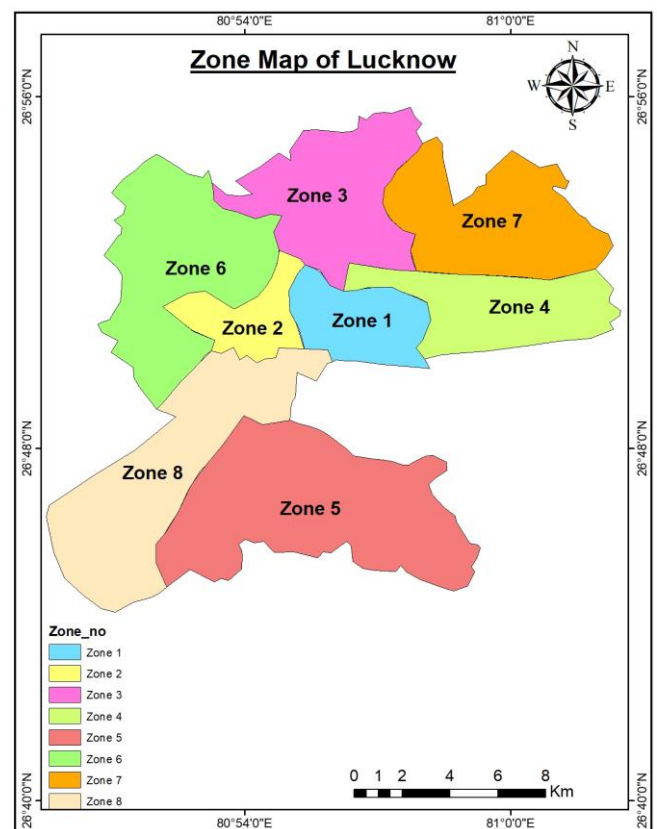 80°54'0"E 81°0'0"E
Zone Map of Lucknow
N
W E
S
26°56'0"N 26°56'0"N
Zone 3
Zone 7
Zone 6
Zone 4
Zone 2 Zone 1
26°48'0"N 26°48'0"N
Zone 8
Zone 5
Zone_no
Zone 1
Zone 2
Zone 3
Zone 4
Zone 5
Zone 6
Zone 7
Zone 8
0 1 2 4 6 8
Km
26°40'0"N 26°40'0"N
80°54'0"E 81°0'0"E